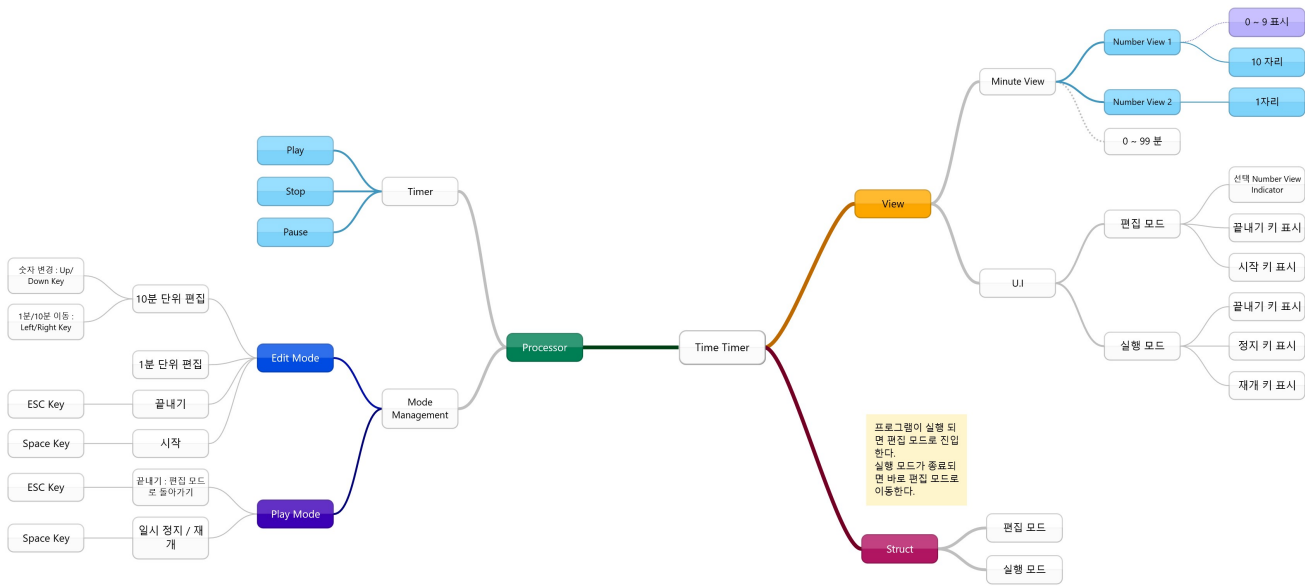 0 ~ 9 표시
Number View 1
10 자리
Minute View
Number View 2
1자리
0 ~ 99 분
Play
Timer
Stop
Pause
View
선택 Number View
Indicator
편집 모드
끝내기 키 표시
시작 키 표시
U.I
끝내기 키 표시
실행 모드
정지 키 표시
재개 키 표시
숫자 변경 : Up/
Down Key
10분 단위 편집
1분/10분 이동 :
Left/Right Key
Processor
Time Timer
Edit Mode
1분 단위 편집
ESC Key
끝내기
Mode
Management
Space Key
시작
ESC Key
끝내기 : 편집 모드
로 돌아가기
Play Mode
Space Key
일시 정지 / 재
개
프로그램이 실행 되
면 편집 모드로 진입
한다.
실행 모드가 종료되
면 바로 편집 모드로
이동한다.
편집 모드
Struct
실행 모드